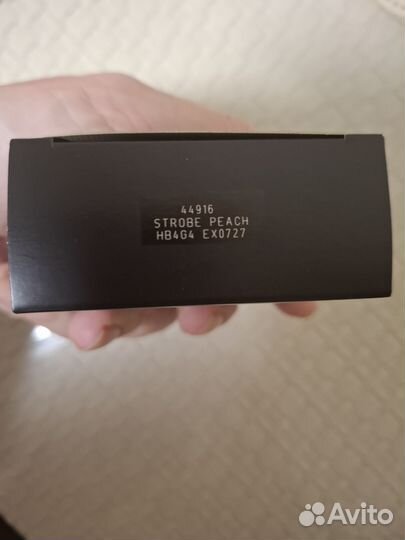 44916
STROBE PEACH
HB4G4 EX0727
Avito